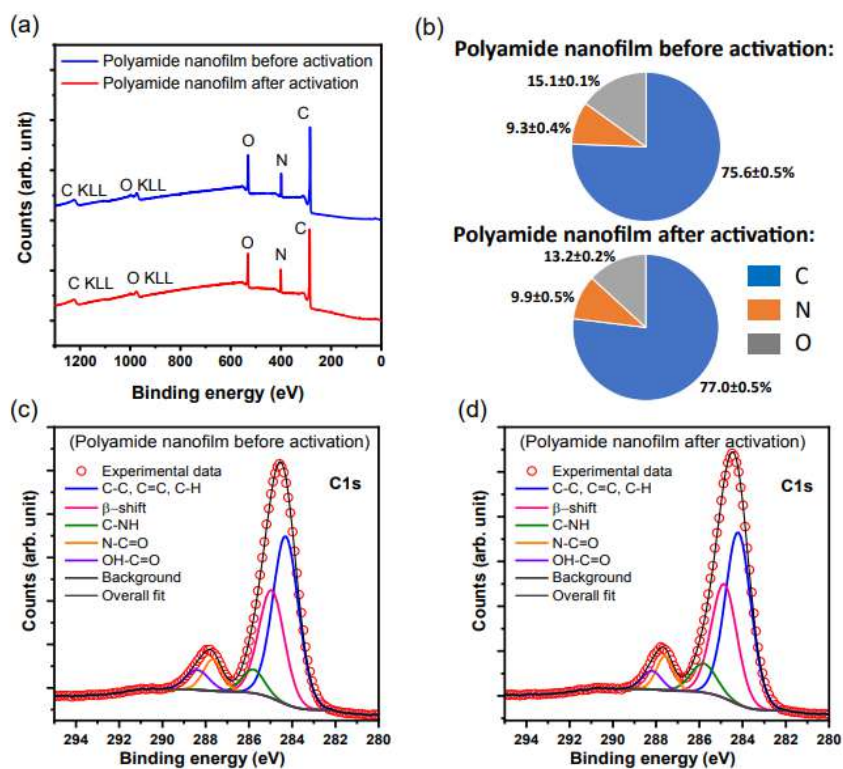 (a)
Polyamide nanofilm before activation
Polyamide nanofilm after activation
C
O
N
C KLL
O KLL
C
O
N
C KLL
O KLL
Counts (arb. unit)
1200 1000 800 600 400 200 0
Binding energy (eV)
(b)
Polyamide nanofilm before activation:
15.1±0.1%
9.3±0.4%
75.6±0.5%
Polyamide nanofilm after activation:
13.2±0.2%
9.9±0.5%
77.0±0.5%
C
N
O
(c)
(Polyamide nanofilm before activation)
Experimental data
C-C, C=C, C-H
β-shift
C-NH
N-C=O
OH-C=O
Background
Overall fit
C1s
Counts (arb. unit)
294 292 290 288 286 284 282 280
Binding energy (eV)
(d)
(Polyamide nanofilm after activation)
Experimental data
C-C, C=C, C-H
β-shift
C-NH
N-C=O
OH-C=O
Background
Overall fit
C1s
Counts (arb. unit)
294 292 290 288 286 284 282 280
Binding energy (eV)